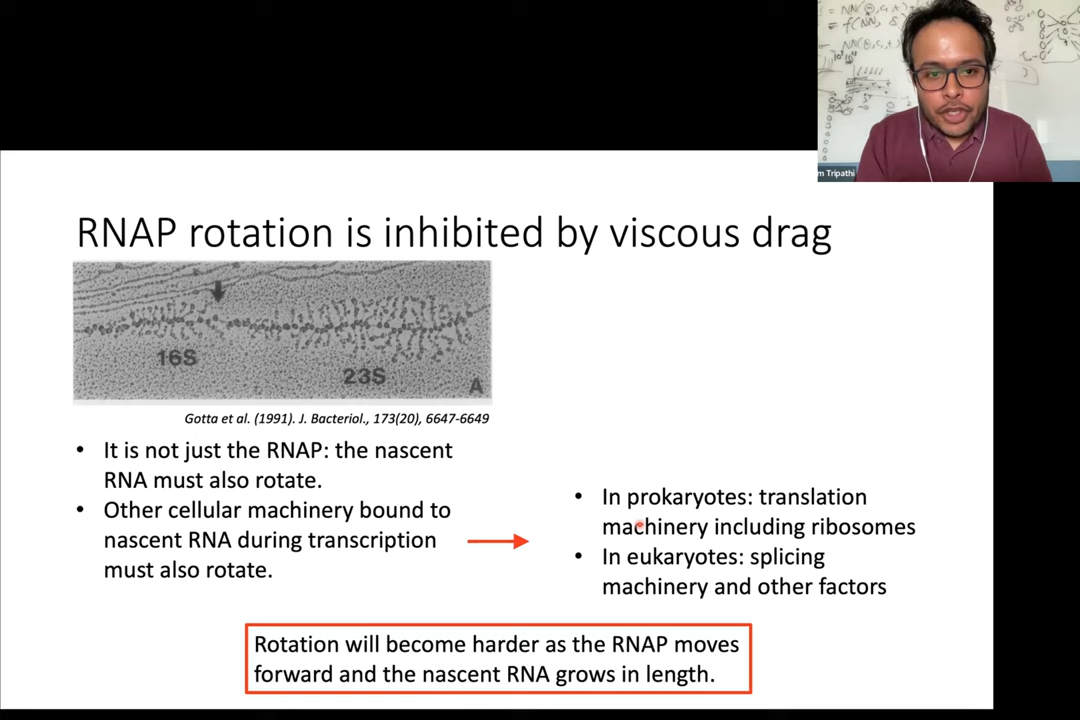 m Tripathi
RNAP rotation is inhibited by viscous drag
16S
23S
A
Gotta et al. (1991). J. Bacteriol., 173(20), 6647-6649
• It is not just the RNAP: the nascent
RNA must also rotate.
• Other cellular machinery bound to
nascent RNA during transcription
must also rotate.
• In prokaryotes: translation
machinery including ribosomes
• In eukaryotes: splicing
machinery and other factors
Rotation will become harder as the RNAP moves
forward and the nascent RNA grows in length.